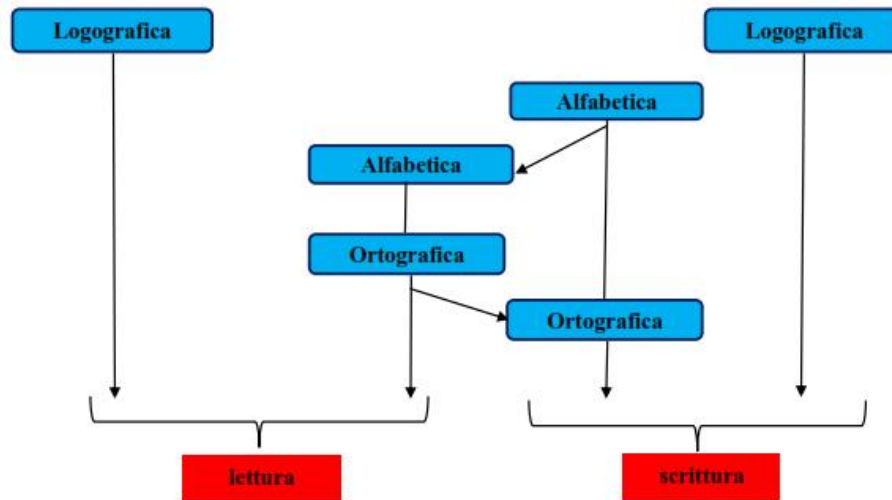 Logografica
Logografica
Alfabetica
Alfabetica
Ortografica
Ortografica
lettura
scrittura